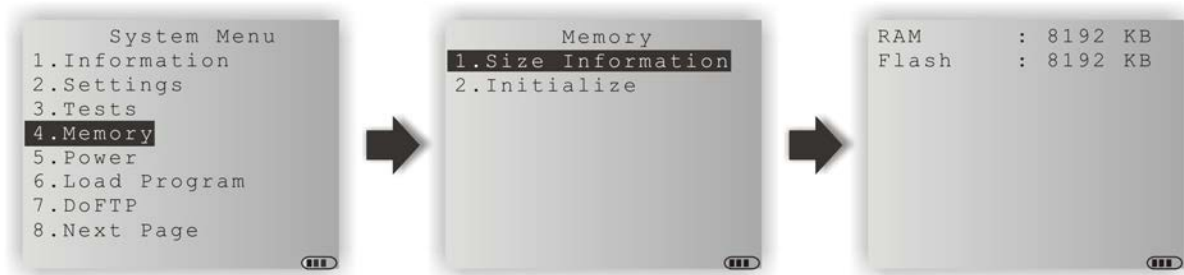 System Menu
1.Information
2.Settings
3.Tests
4.Memory
5.Power
6.Load Program
7.DoFTP
8.Next Page
Memory
1.Size Information
2.Initialize
RAM : 8192 KB
Flash : 8192 KB